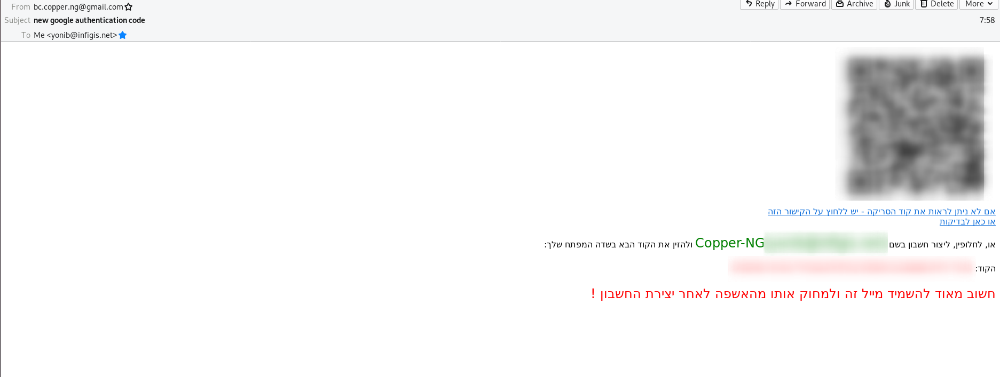 From bc.copper.ng@gmail.com
Reply Forward Archive Junk Delete More
Subject new google authentication code 7:58
To Me <yonib@infigis.net>
אם לא ניתן לראות את קוד הסריקה - יש ללחוץ על הקישור הזה
או כאן לבדיקות
או, לחלופין, ליצור חשבון בשם Copper-NG ולהזין את הקוד הבא בשדה המפתח שלך:
הקוד:
חשוב מאוד להשמיד מייל זה ולמחוק אותו מהאשפה לאחר יצירת החשבון !